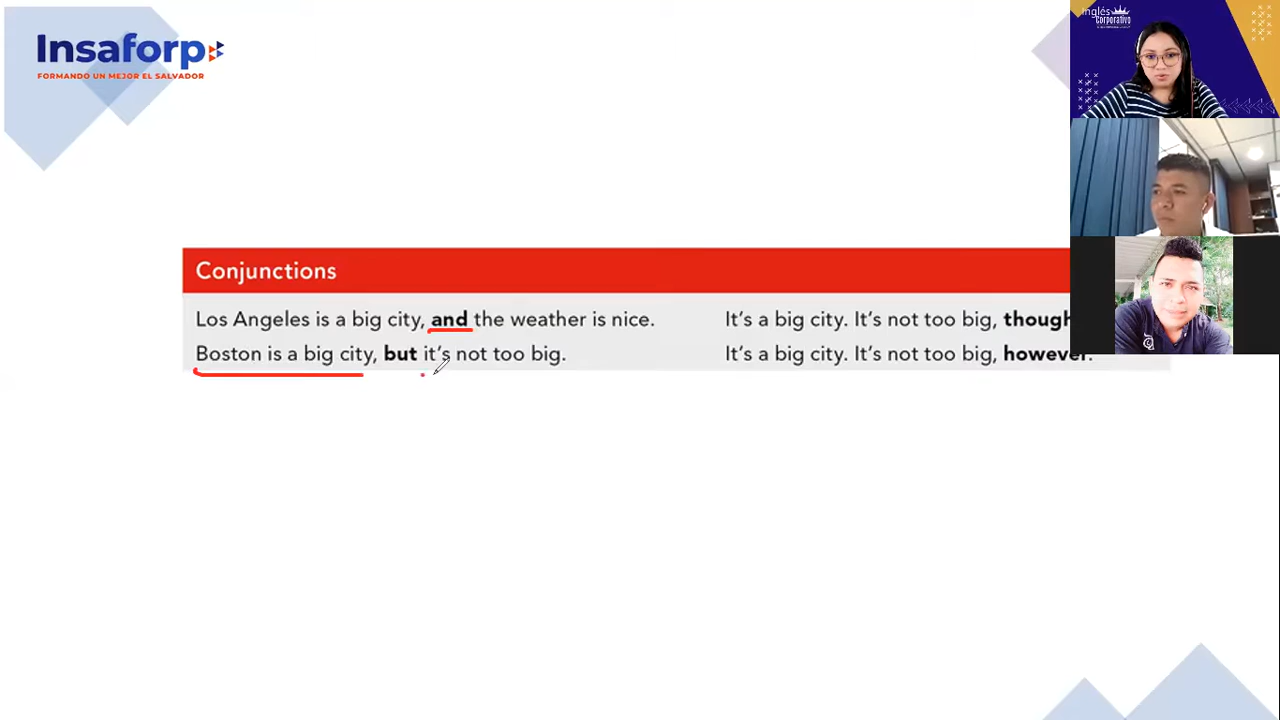 Insaforp
FORMANDO UN MEJOR EL SALVADOR
Inglés
Corporativo
Conjunctions
Los Angeles is a big city, and the weather is nice.
It's a big city. It's not too big, though
Boston is a big city, but it's not too big.
It's a big city. It's not too big, however.